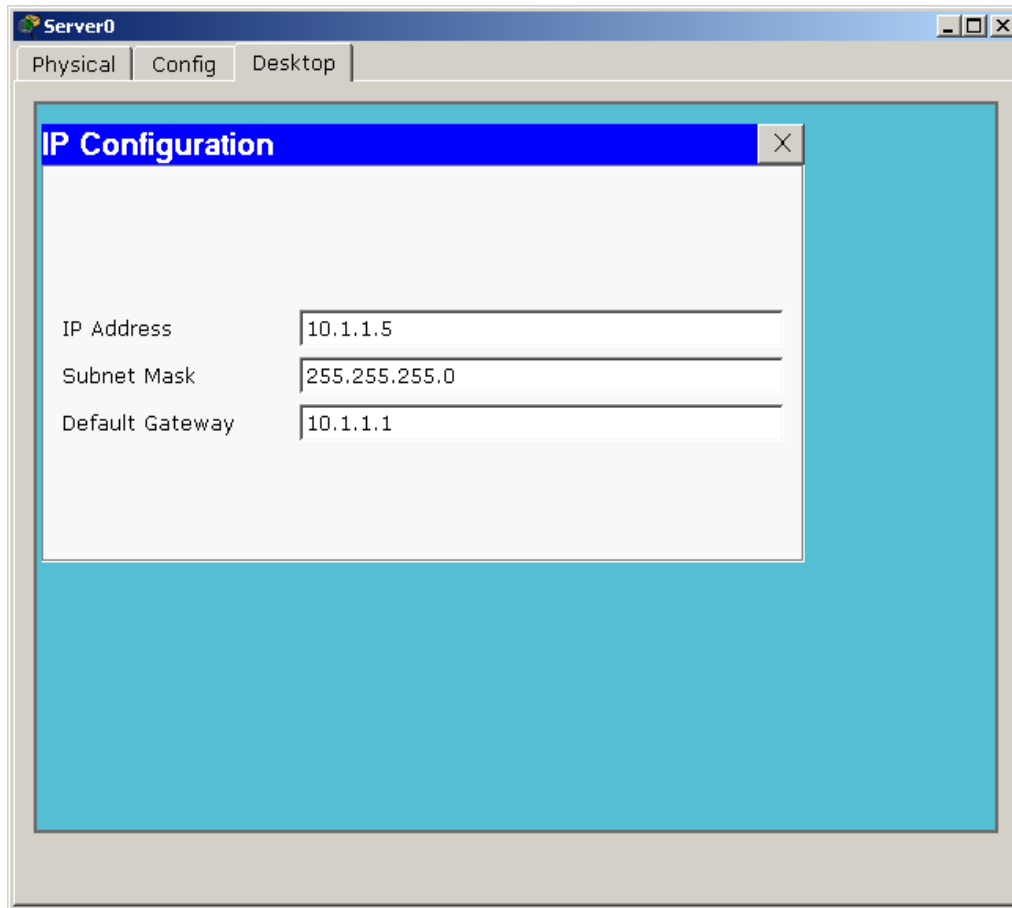 Server0
Physical Config Desktop
IP Configuration X
IP Address 10.1.1.5
Subnet Mask 255.255.255.0
Default Gateway 10.1.1.1